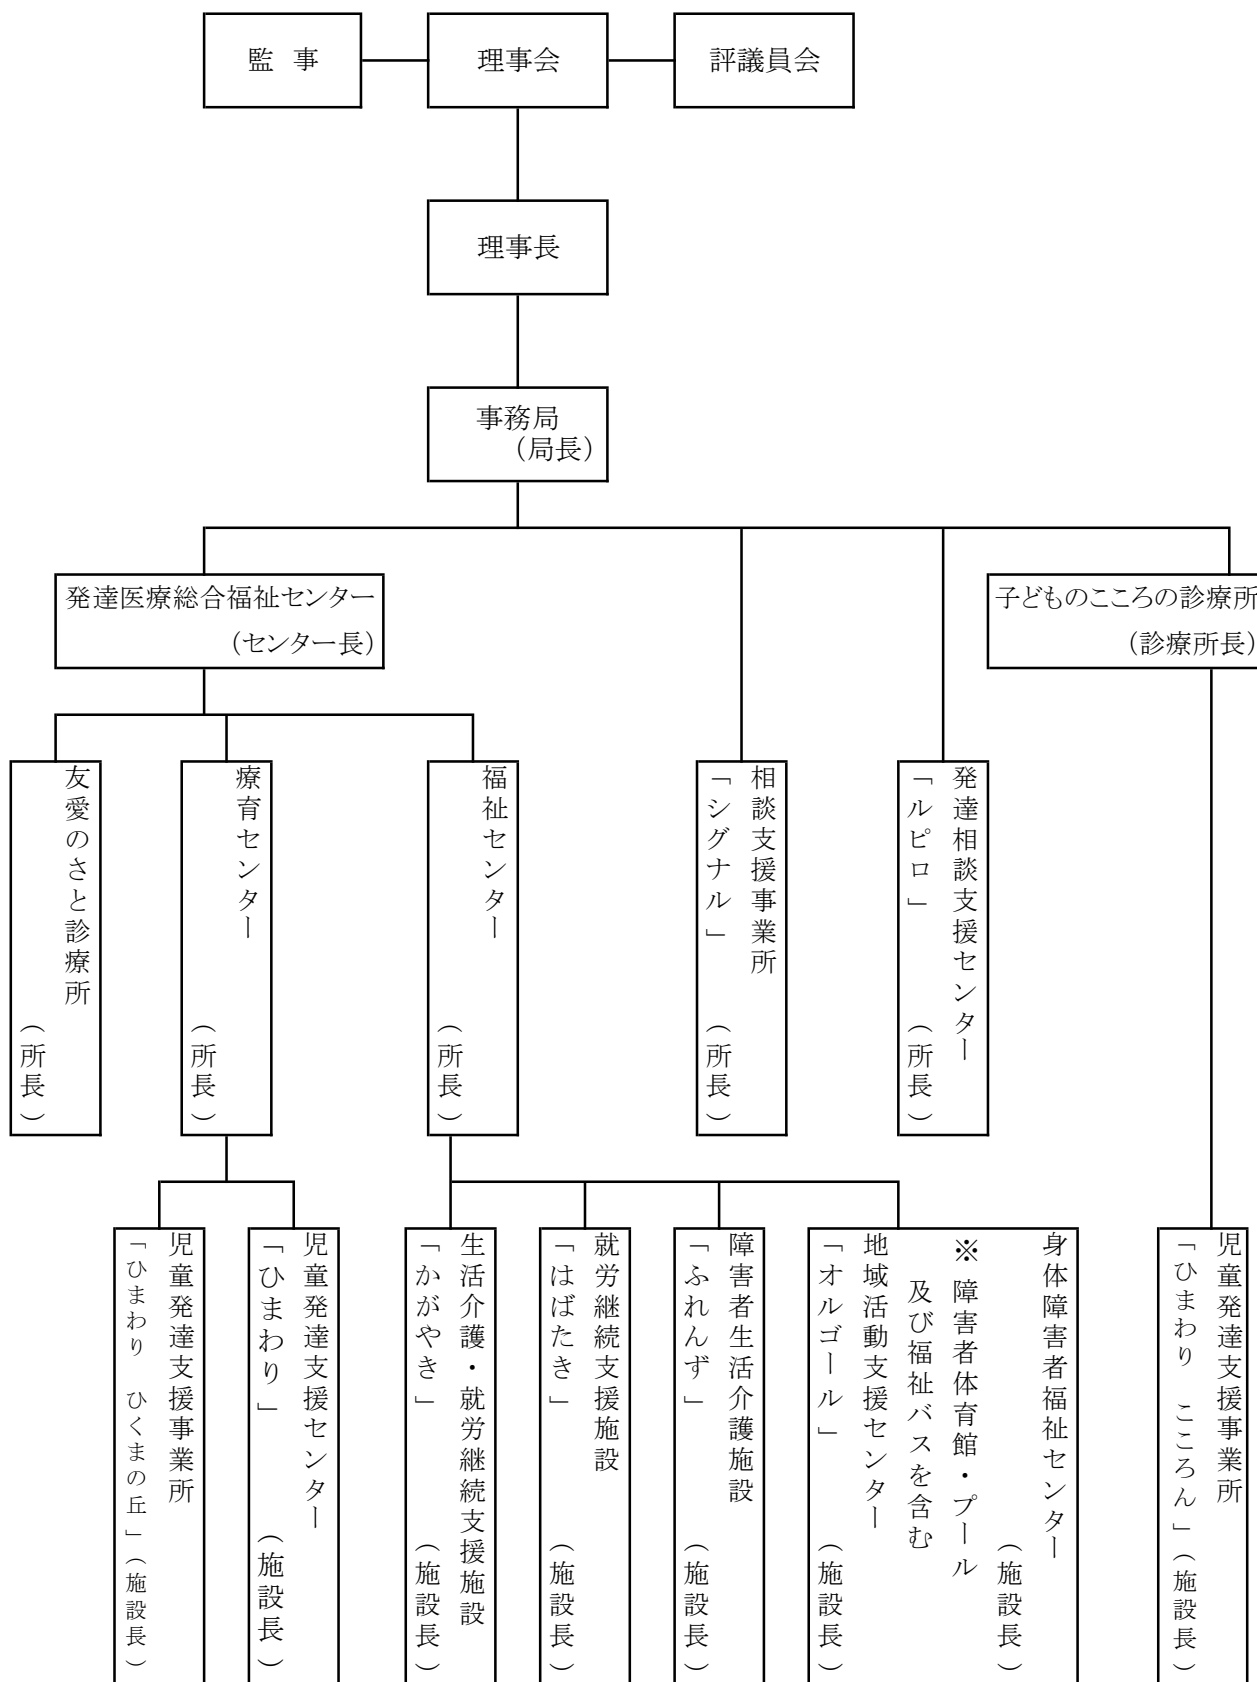 監　事
理事会
評議員会
理事長
事務局
（局長）
発達医療総合福祉センター
（センター長）
子どものこころの診療所
（診療所長）
友愛のさと診療所
（所長）
療育センター
（所長）
福祉センター
（所長）
相談支援事業所
「シグナル」　（所長）
発達相談支援センター
「ルピロ」　（所長）
児童発達支援事業所
「ひまわり　ひくまの丘」（施設長）
児童発達支援センター
「ひまわり」　（施設長）
生活介護・就労継続支援施設
「かがやき」　（施設長）
就労継続支援施設
「はばたき」　（施設長）
障害者生活介護施設
「ふれんず」　（施設長）
身体障害者福祉センター
（施設長）
※障害者体育館・プール
及び福祉バスを含む
地域活動支援センター
「オルゴール」　（施設長）
児童発達支援事業所
「ひまわり　こころん」（施設長）